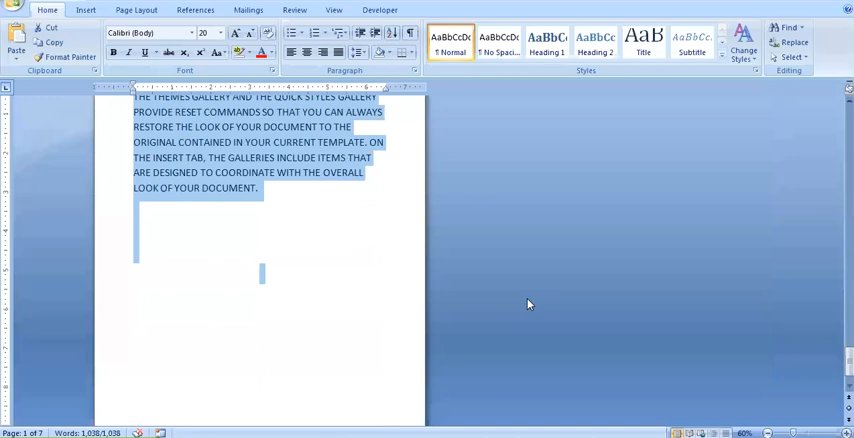 Home Insert Page Layout References Mailings Review View Developer
Cut
Copy
Format Painter
Paste
Clipboard
Calibri (Body) 20
Font
Paragraph
AaBbCcDc AaBbCcDc AaBbCc AaBbCc AaB AaBbCc.
¶ Normal ¶ No Spaci... Heading 1 Heading 2 Title Subtitle
Change Styles
Styles
Find
Replace
Select
Editing
THE THEMES GALLERY AND THE QUICK STYLES GALLERY
PROVIDE RESET COMMANDS SO THAT YOU CAN ALWAYS
RESTORE THE LOOK OF YOUR DOCUMENT TO THE
ORIGINAL CONTAINED IN YOUR CURRENT TEMPLATE. ON
THE INSERT TAB, THE GALLERIES INCLUDE ITEMS THAT
ARE DESIGNED TO COORDINATE WITH THE OVERALL
LOOK OF YOUR DOCUMENT.
Page: 1 of 7 Words: 1,038/1,038 60%